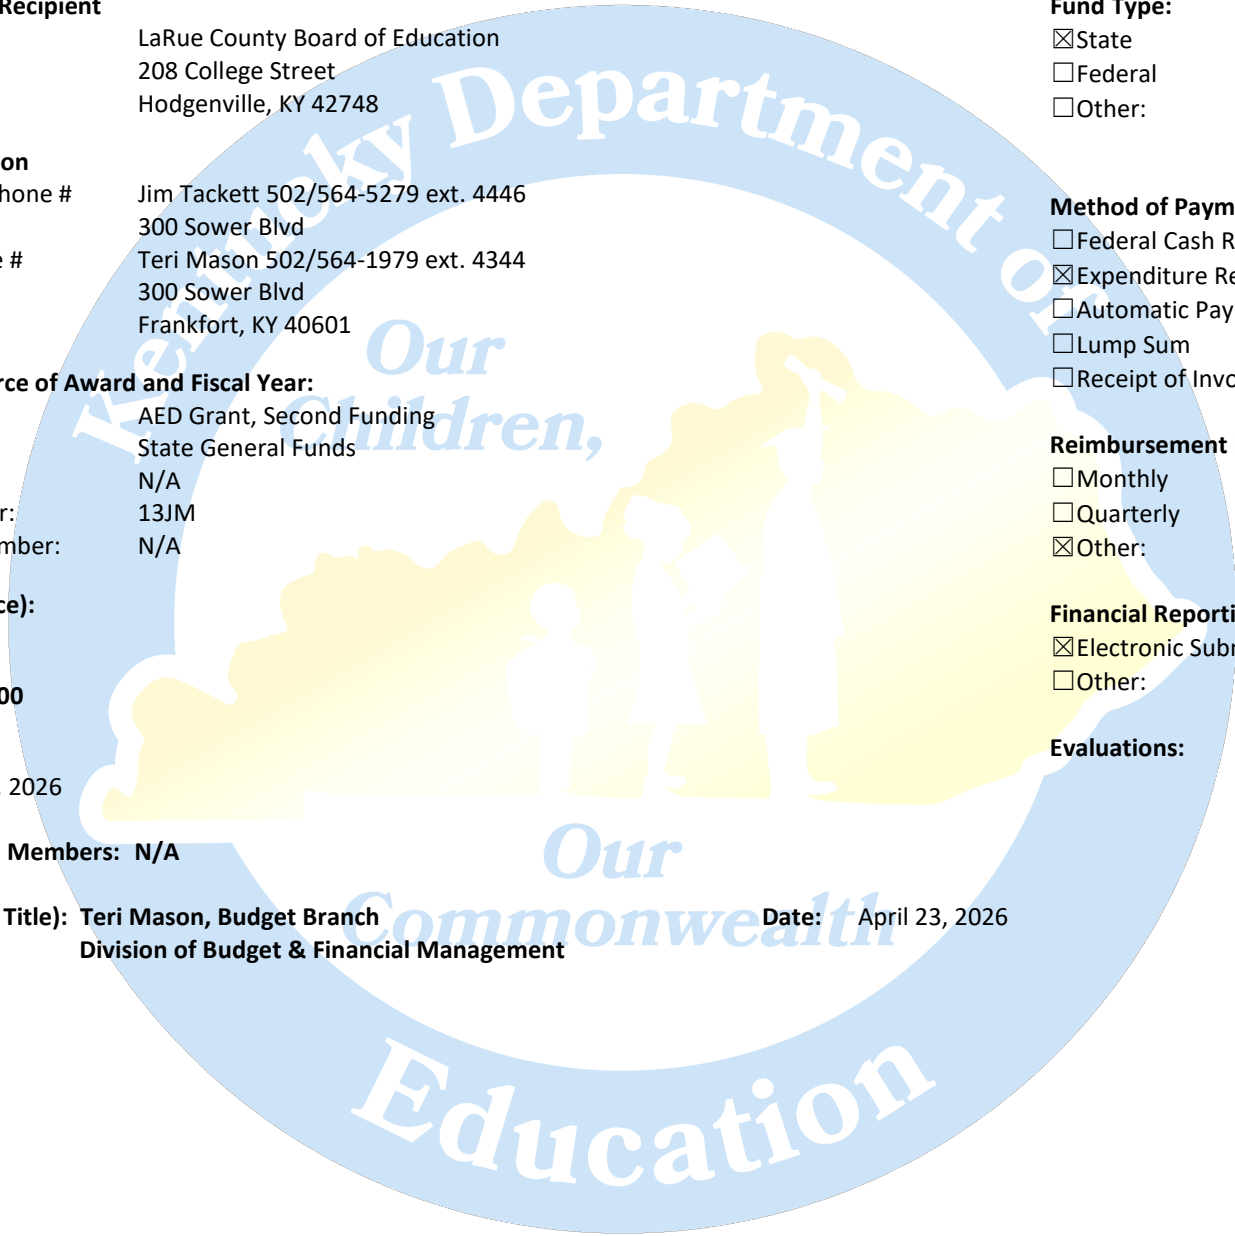 Recipient
LaRue County Board of Education
208 College Street
Hodgenville, KY 42748
on
hone # Jim Tackett 502/564-5279 ext. 4446
300 Sower Blvd
e # Teri Mason 502/564-1979 ext. 4344
300 Sower Blvd
Frankfort, KY 40601
rce of Award and Fiscal Year:
AED Grant, Second Funding
State General Funds
N/A
r: 13JM
mber: N/A
ce):
00
, 2026
Members: N/A
Title): Teri Mason, Budget Branch Date: April 23, 2026
Division of Budget & Financial Management
Fund Type:
☒State
☐Federal
☐Other:
Method of Paym
☐Federal Cash R
☒Expenditure Re
☐Automatic Pay
☐Lump Sum
☐Receipt of Invo
Reimbursement
☐Monthly
☐Quarterly
☒Other:
Financial Reporti
☒Electronic Subr
☐Other:
Evaluations:
Kentucky Department of
Education
Our
Children,
Our
Commonwealth